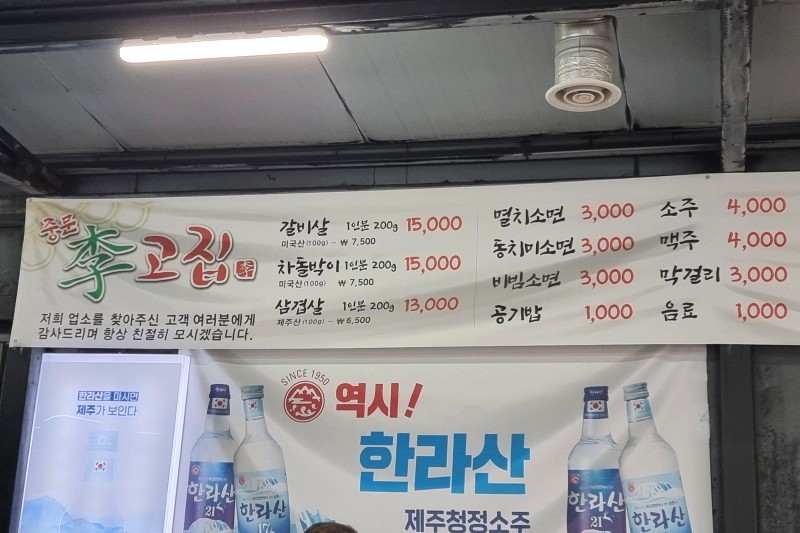 중문 李고집
저희 업소를 찾아주신 고객 여러분에게
감사드리며 항상 친절히 모시겠습니다.
갈비살 1인분 200g 15,000
미국산(100g) - ₩ 7,500
차돌박이 1인분 200g 15,000
미국산(100g) - ₩ 7,500
삼겹살 1인분 200g 13,000
제주산(100g) - ₩ 6,500
멸치소면 3,000
동치미소면 3,000
비빔소면 3,000
공기밥 1,000
소주 4,000
맥주 4,000
막걸리 3,000
음료 1,000
한라산을 마시면
제주가 보인다
SINCE 1950
역시!
한라산
제주청정소주
한라산
21
한라산
17
한라산
21
한라산